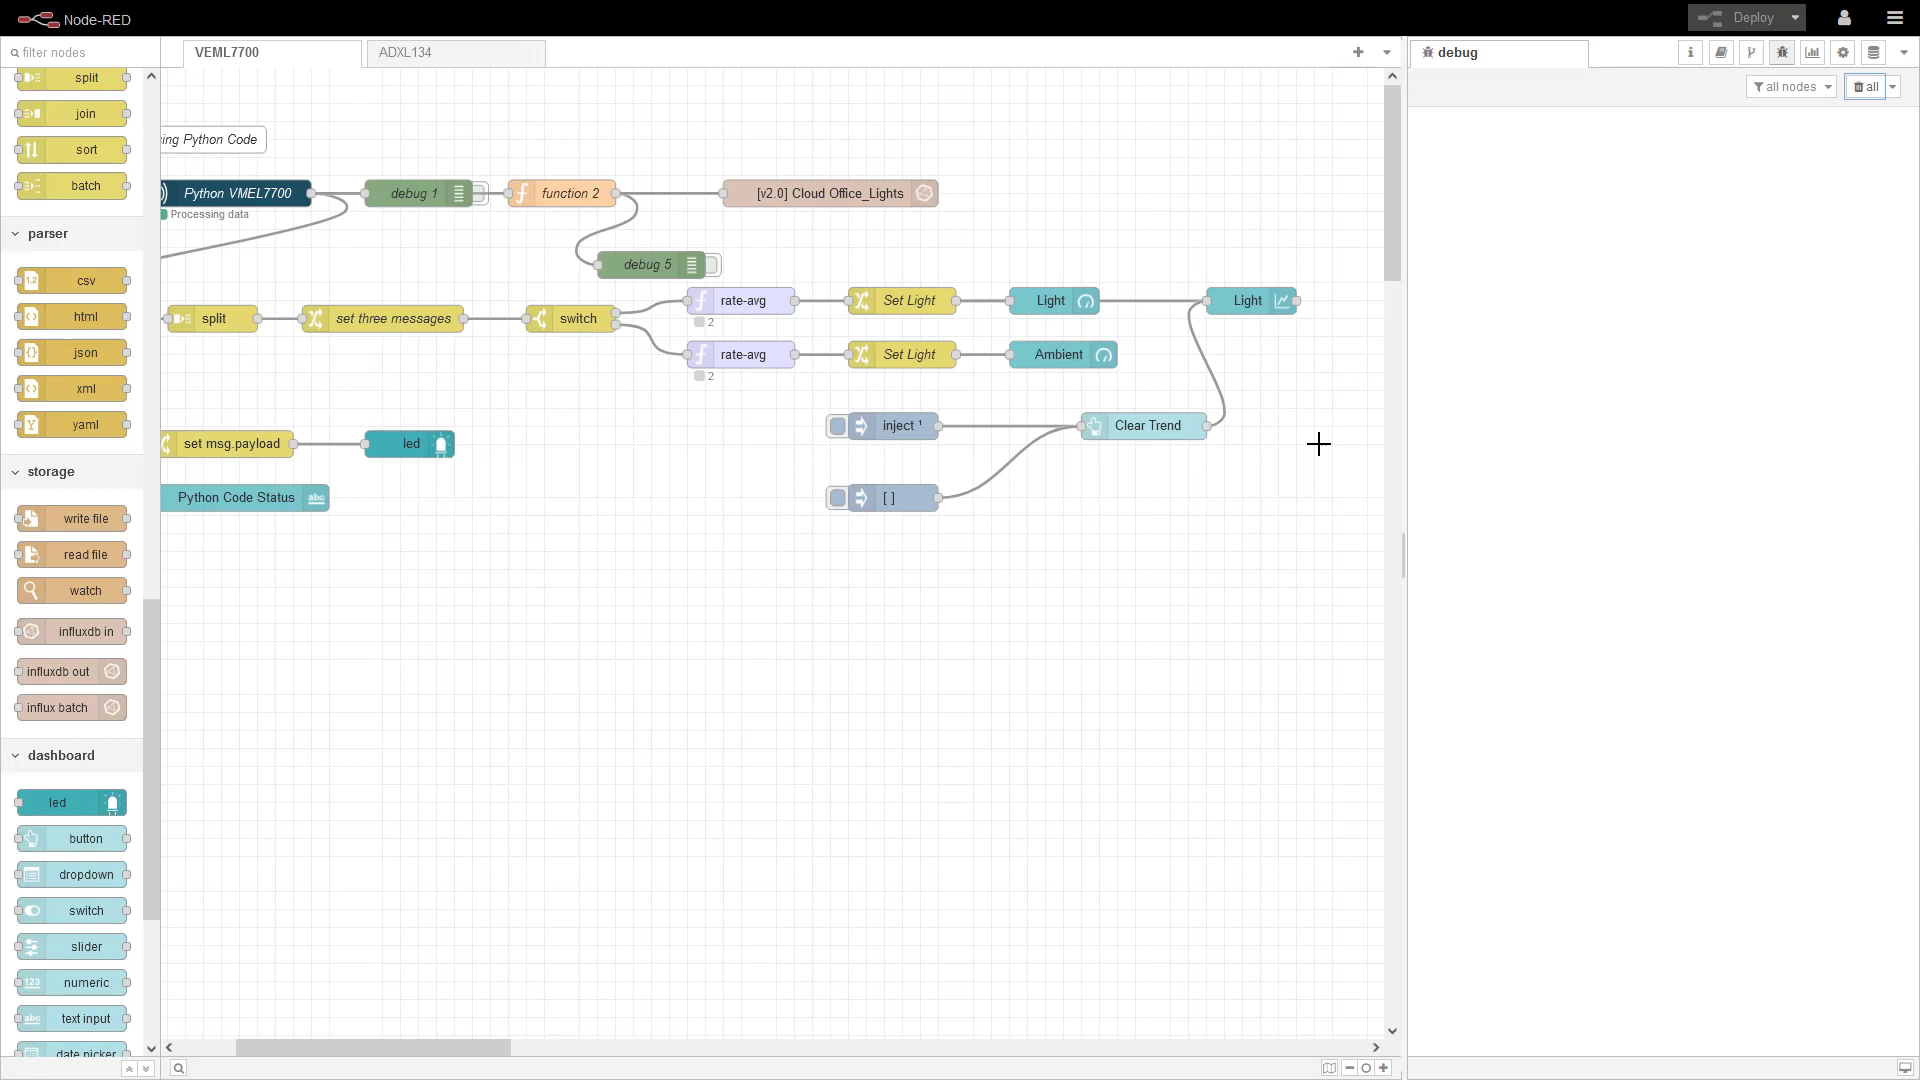 Node-RED
Deploy
filter nodes
VEML7700
ADXL134
debug
all nodes
all
split
join
sort
batch
parser
csv
html
json
xml
yaml
storage
write file
read file
watch
influxdb in
influxdb out
influx batch
dashboard
led
button
dropdown
switch
slider
123 numeric
abc text input
date picker
ing Python Code
Python VMEL7700
Processing data
debug 1
function 2
[v2.0] Cloud Office_Lights
debug 5
split
set three messages
switch
rate-avg
2
Set Light
Light
Light
rate-avg
2
Set Light
Ambient
inject ¹
Clear Trend
set msg.payload
led
Python Code Status abc
[ ]